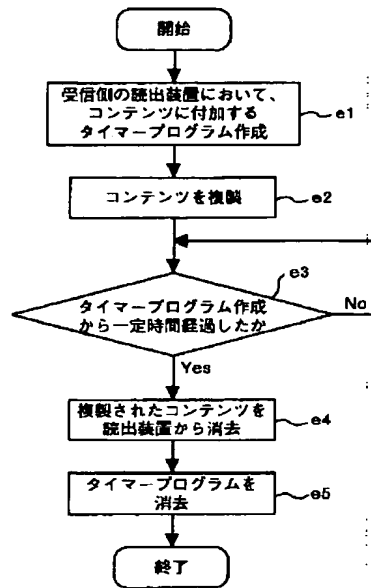 開始
受信側の読出装置において、
コンテンツに付加する
タイマープログラム作成
e1
コンテンツを複製
e2
e3
タイマープログラム作成
から一定時間経過したか
No
Yes
複製されたコンテンツを
読出装置から消去
e4
タイマープログラムを
消去
e5
終了